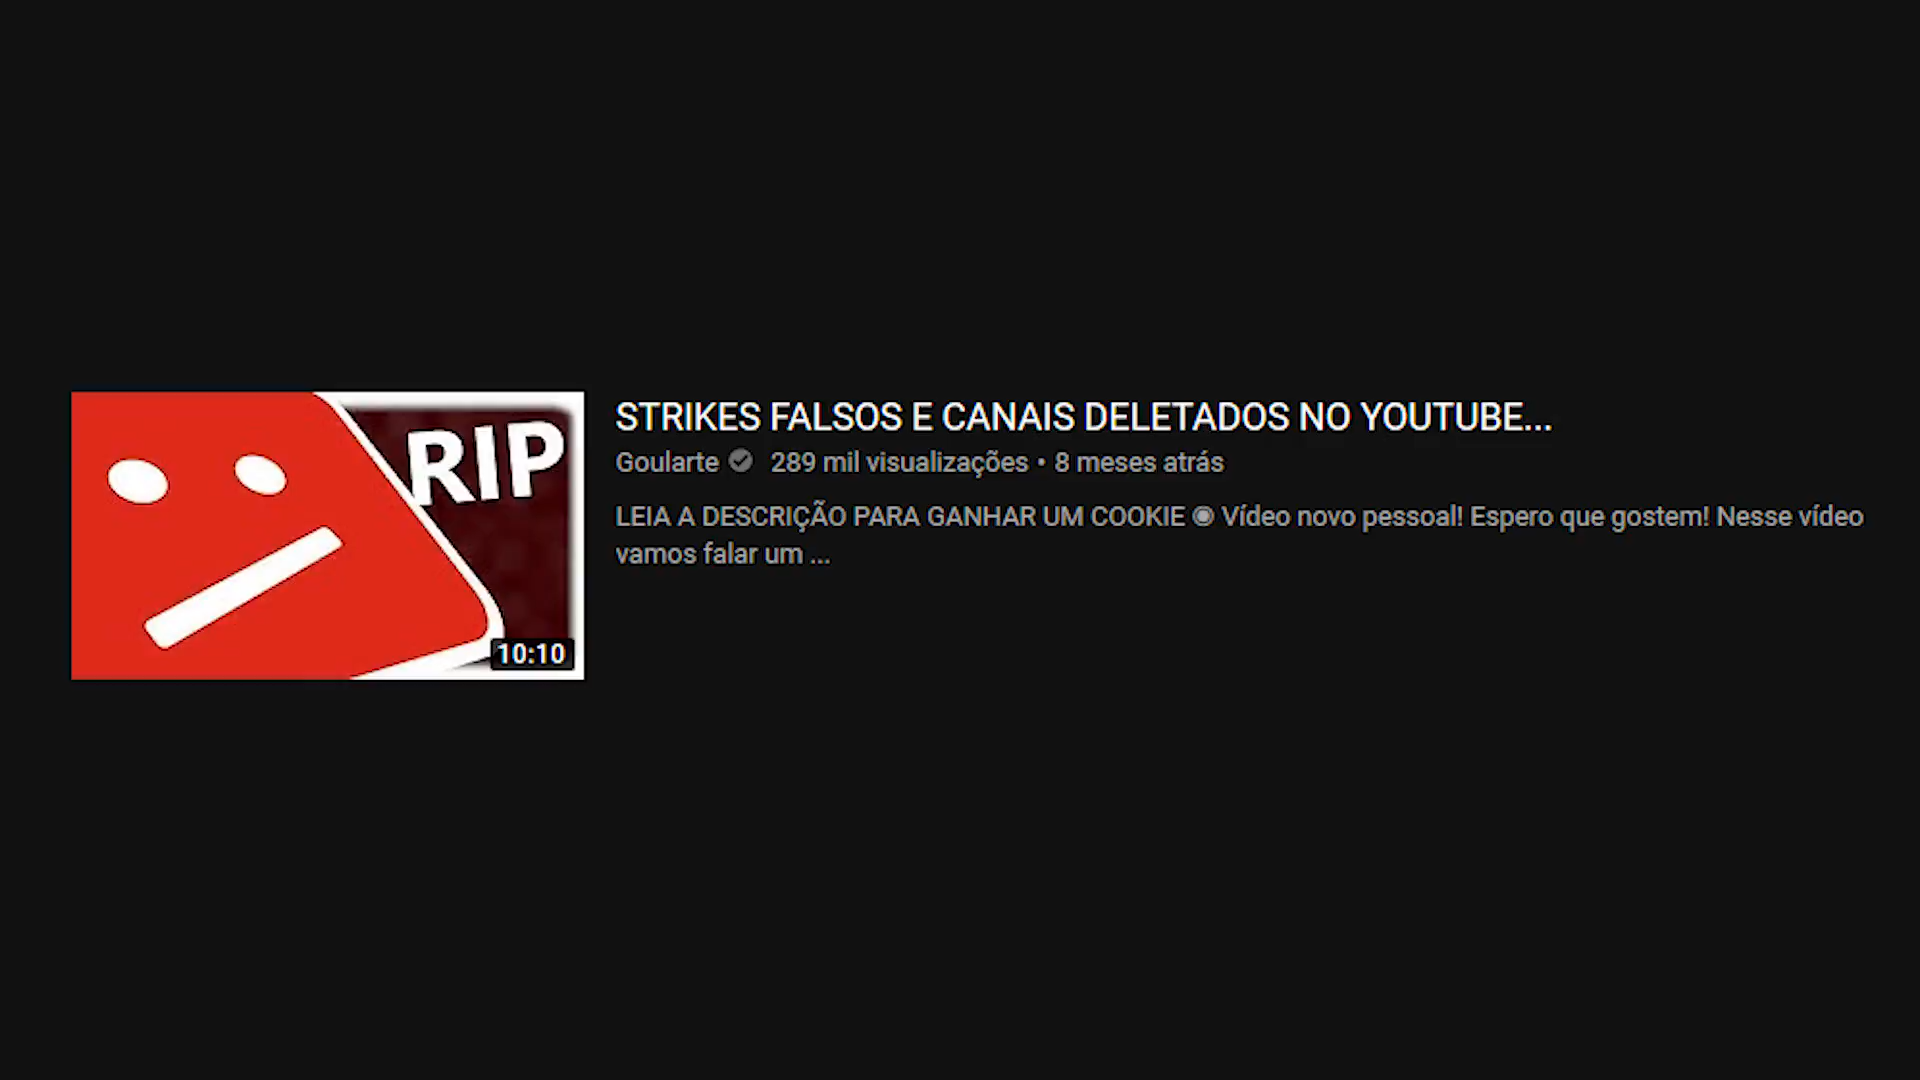 RIP
10:10
STRIKES FALSOS E CANAIS DELETADOS NO YOUTUBE...
Goularte 289 mil visualizações • 8 meses atrás
LEIA A DESCRIÇÃO PARA GANHAR UM COOKIE ◉ Vídeo novo pessoal! Espero que gostem! Nesse vídeo
vamos falar um ...